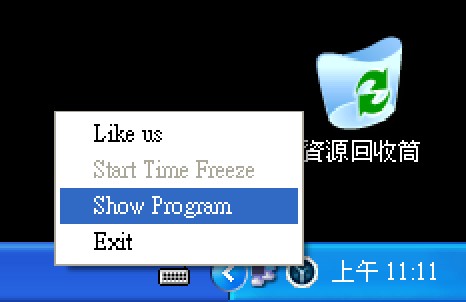 Like us
Start Time Freeze
Show Program
Exit
資源回收筒
上午 11:11